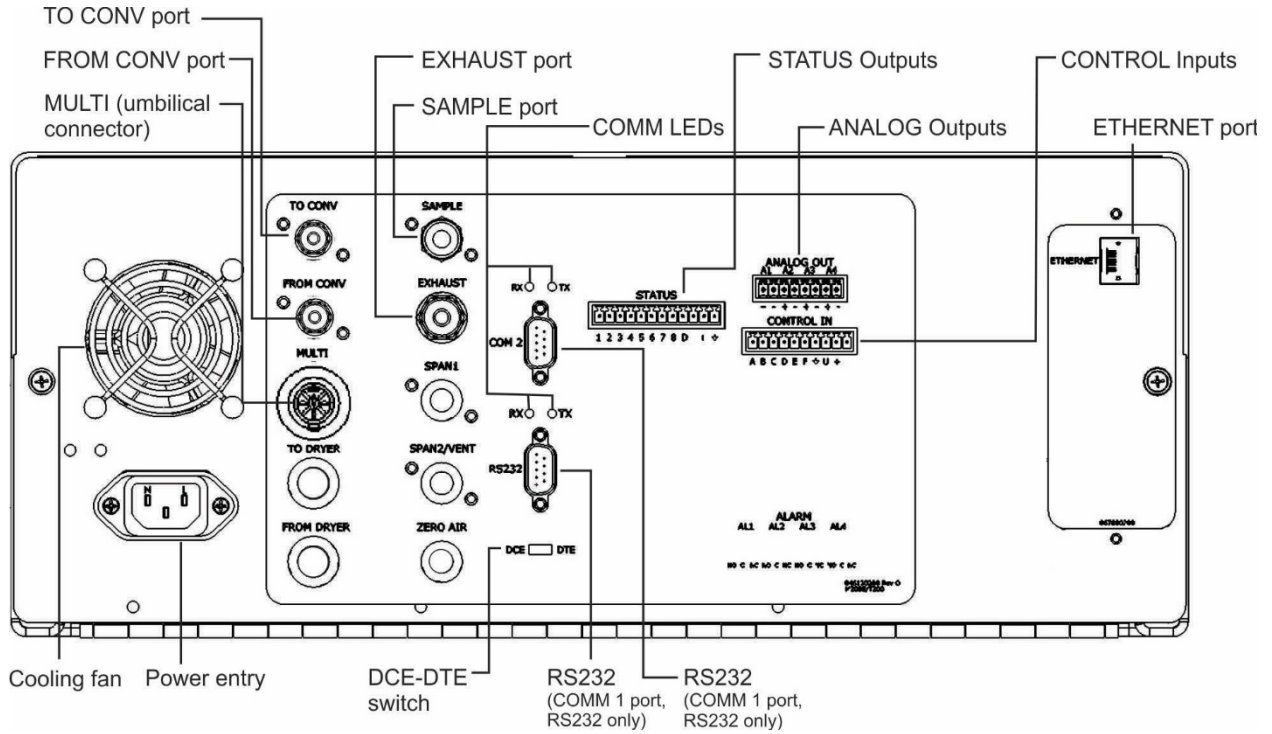 TO CONV port
FROM CONV port
MULTI (umbilical
connector)
EXHAUST port
SAMPLE port
COMM LEDs
STATUS Outputs
ANALOG Outputs
CONTROL Inputs
ETHERNET port
TO CONV
SAMPLE
FROM CONV
EXHAUST
MULTI
SPAN1
TO DRYER
SPAN2/VENT
FROM DRYER
ZERO AIR
RX TX
COM 2
RX TX
RS232
DCE DTE
STATUS
1 2 3 4 5 6 7 8 D I
ANALOG OUT
A1 A2 A3 A4
- - + - + - +
CONTROL IN
A B C D E F U +
ETHERNET
N L
ALARM
AL1 AL2 AL3 AL4
Cooling fan
Power entry
DCE-DTE
switch
RS232
(COMM 1 port,
RS232 only)
RS232
(COMM 1 port,
RS232 only)